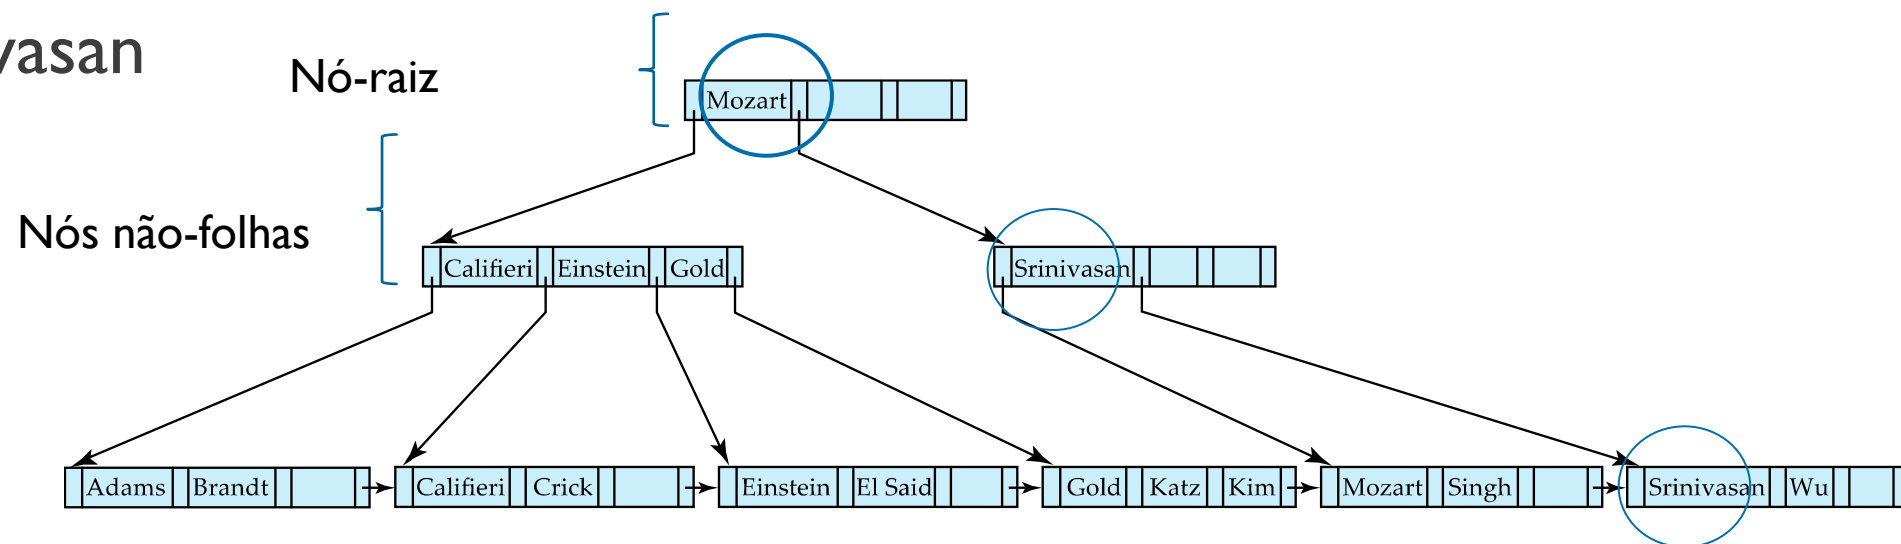 vasan
Nó-raiz
Mozart
Nós não-folhas
Califieri Einstein Gold
Srinivasan
Adams Brandt
Califieri Crick
Einstein El Said
Gold Katz Kim
Mozart Singh
Srinivasan Wu